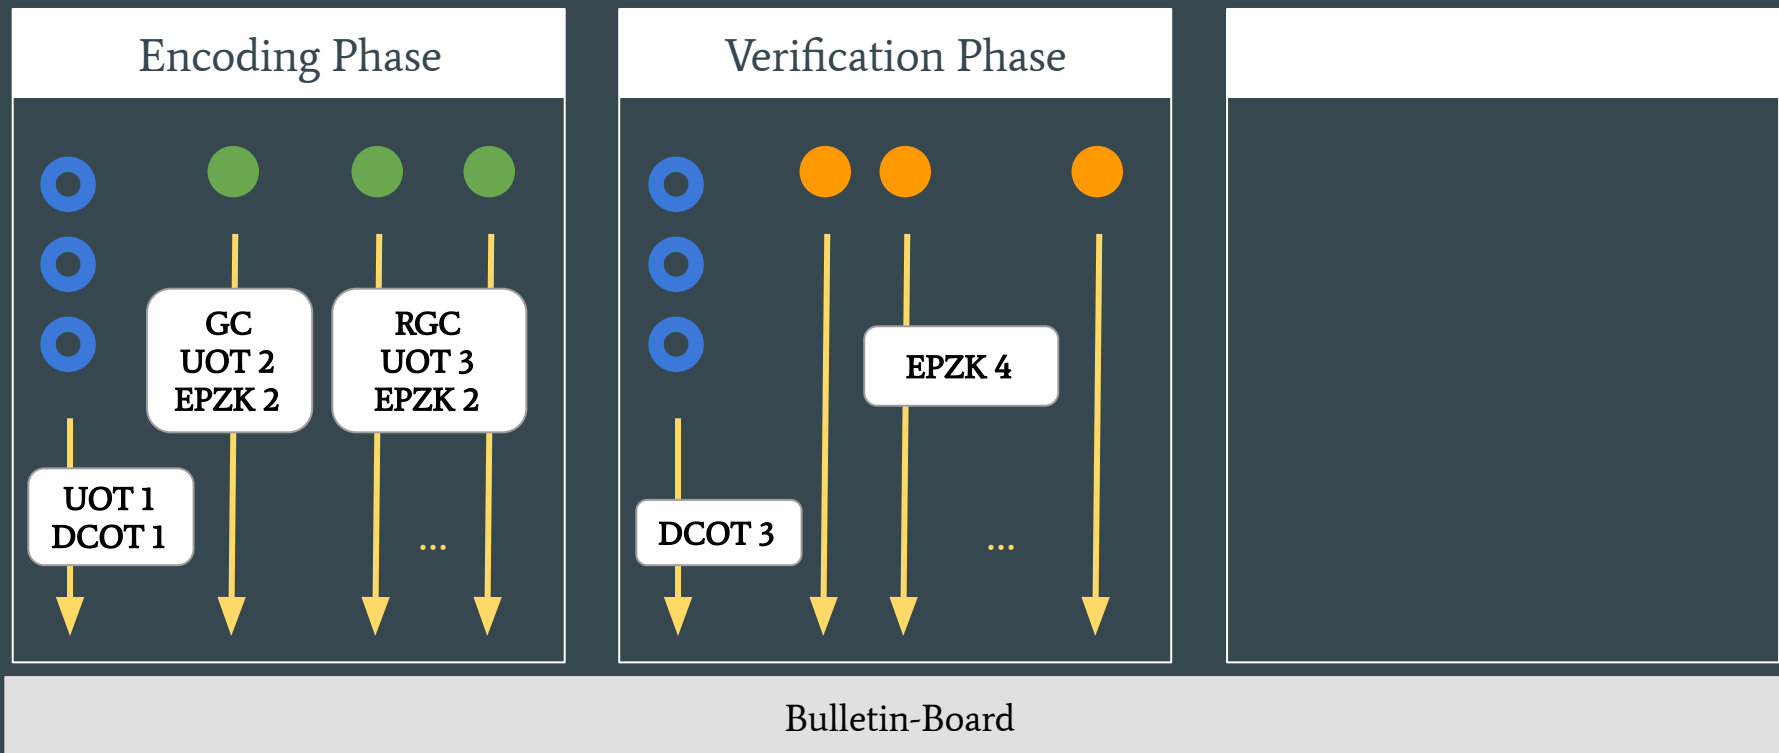 Encoding Phase
GC
UOT 2
EPZK 2
RGC
UOT 3
EPZK 2
UOT 1
DCOT 1
...
Verification Phase
EPZK 4
DCOT 3
...
Bulletin-Board